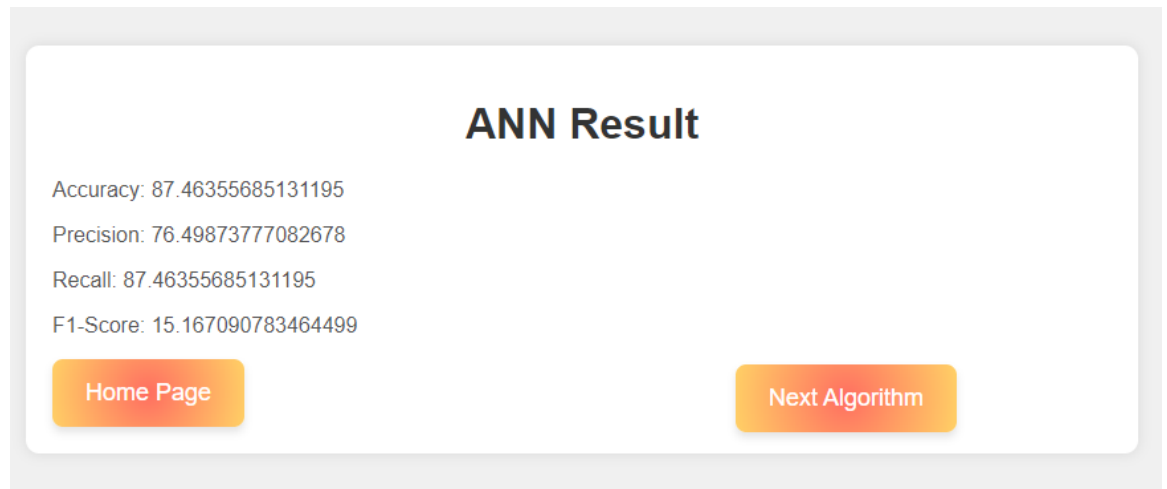 ANN Result
Accuracy: 87.46355685131195
Precision: 76.49873777082678
Recall: 87.46355685131195
F1-Score: 15.167090783464499
Home Page
Next Algorithm